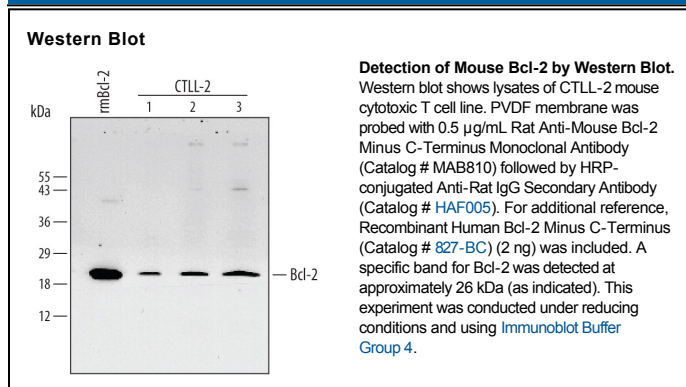 Western Blot
rmBcl-2
CTLL-2
1 2 3
kDa
55
43
36
29
18
12
Bcl-2
Detection of Mouse Bcl-2 by Western Blot.
Western blot shows lysates of CTLL-2 mouse
cytotoxic T cell line. PVDF membrane was
probed with 0.5 µg/mL Rat Anti-Mouse Bcl-2
Minus C-Terminus Monoclonal Antibody
(Catalog # MAB810) followed by HRP-
conjugated Anti-Rat IgG Secondary Antibody
(Catalog # HAF005). For additional reference,
Recombinant Human Bcl-2 Minus C-Terminus
(Catalog # 827-BC) (2 ng) was included. A
specific band for Bcl-2 was detected at
approximately 26 kDa (as indicated). This
experiment was conducted under reducing
conditions and using Immunoblot Buffer
Group 4.